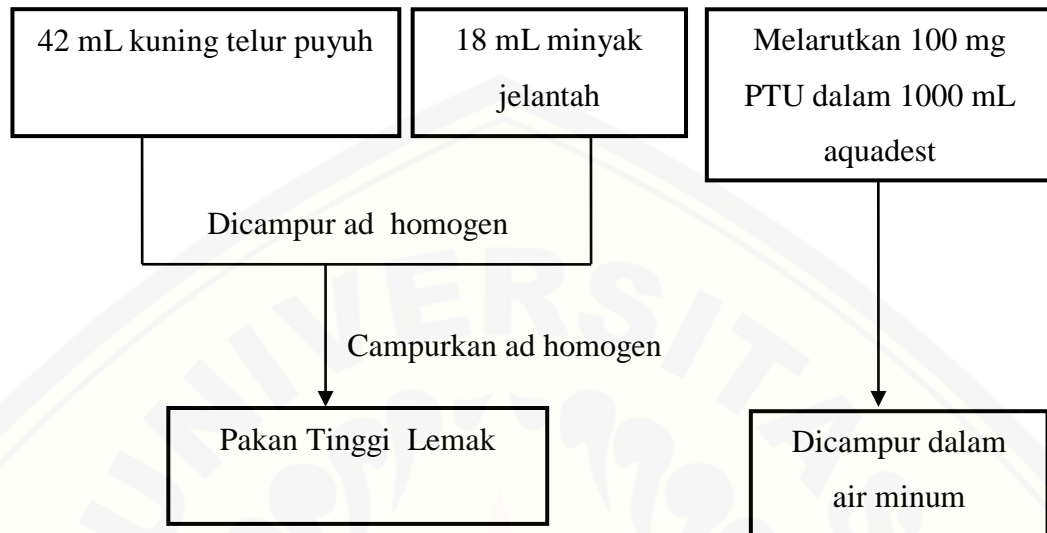 42 mL kuning telur puyuh
18 mL minyak
jelantah
Melarutkan 100 mg
PTU dalam 1000 mL
aquadest
Dicampur ad homogen
Campurkan ad homogen
Pakan Tinggi Lemak
Dicampur dalam
air minum
UNIVERSITAS